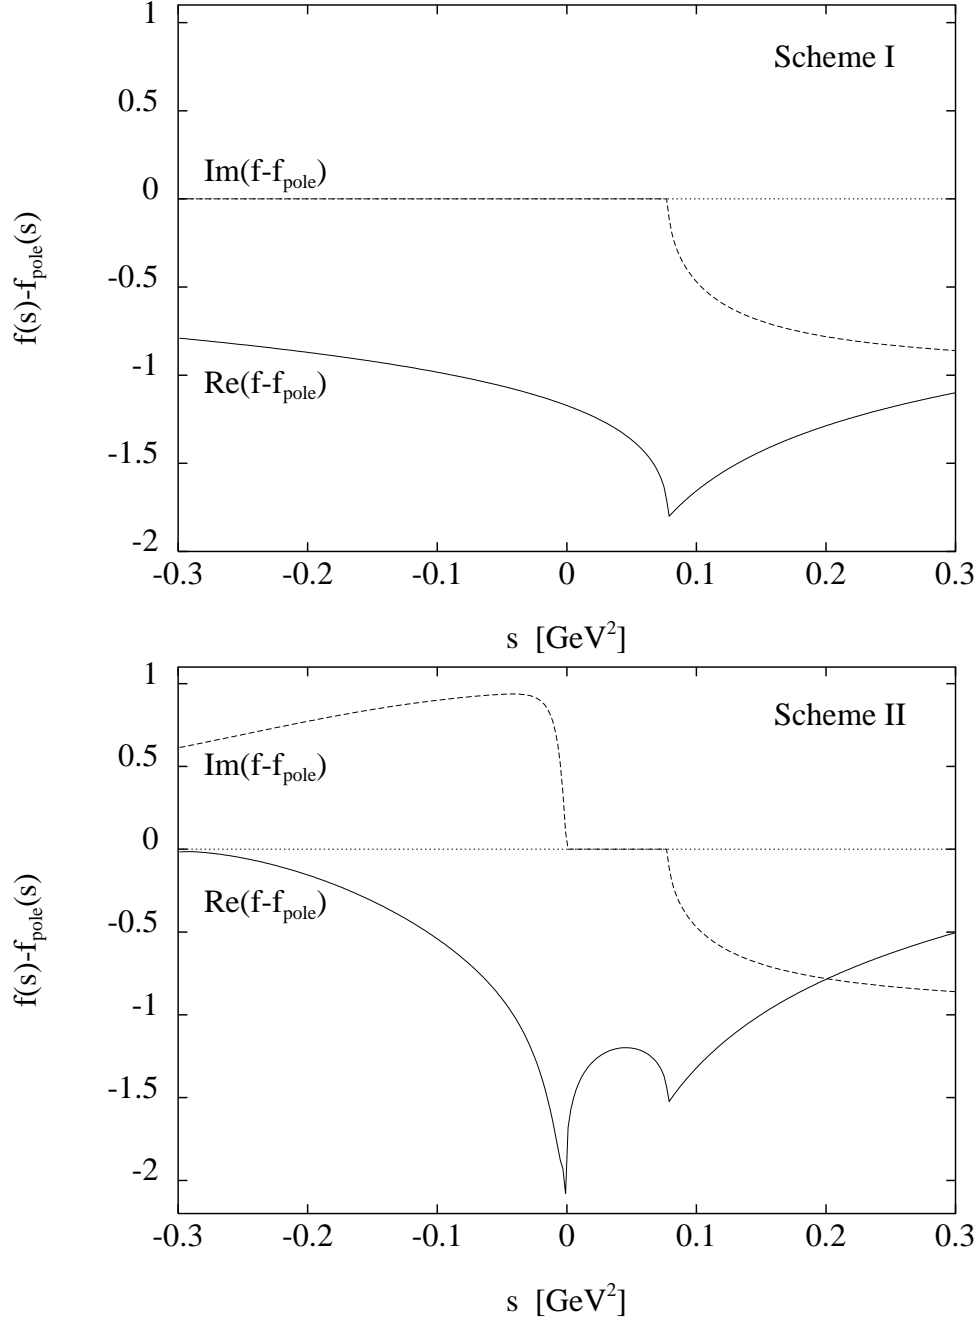 1
Scheme I
0.5
Im(f-f_pole)
0
f(s)-f_pole(s)
-0.5
-1
Re(f-f_pole)
-1.5
-2
-0.3 -0.2 -0.1 0 0.1 0.2 0.3
s [GeV^2]
1
Scheme II
0.5
Im(f-f_pole)
0
f(s)-f_pole(s)
Re(f-f_pole)
-0.5
-1
-1.5
-2
-0.3 -0.2 -0.1 0 0.1 0.2 0.3
s [GeV^2]